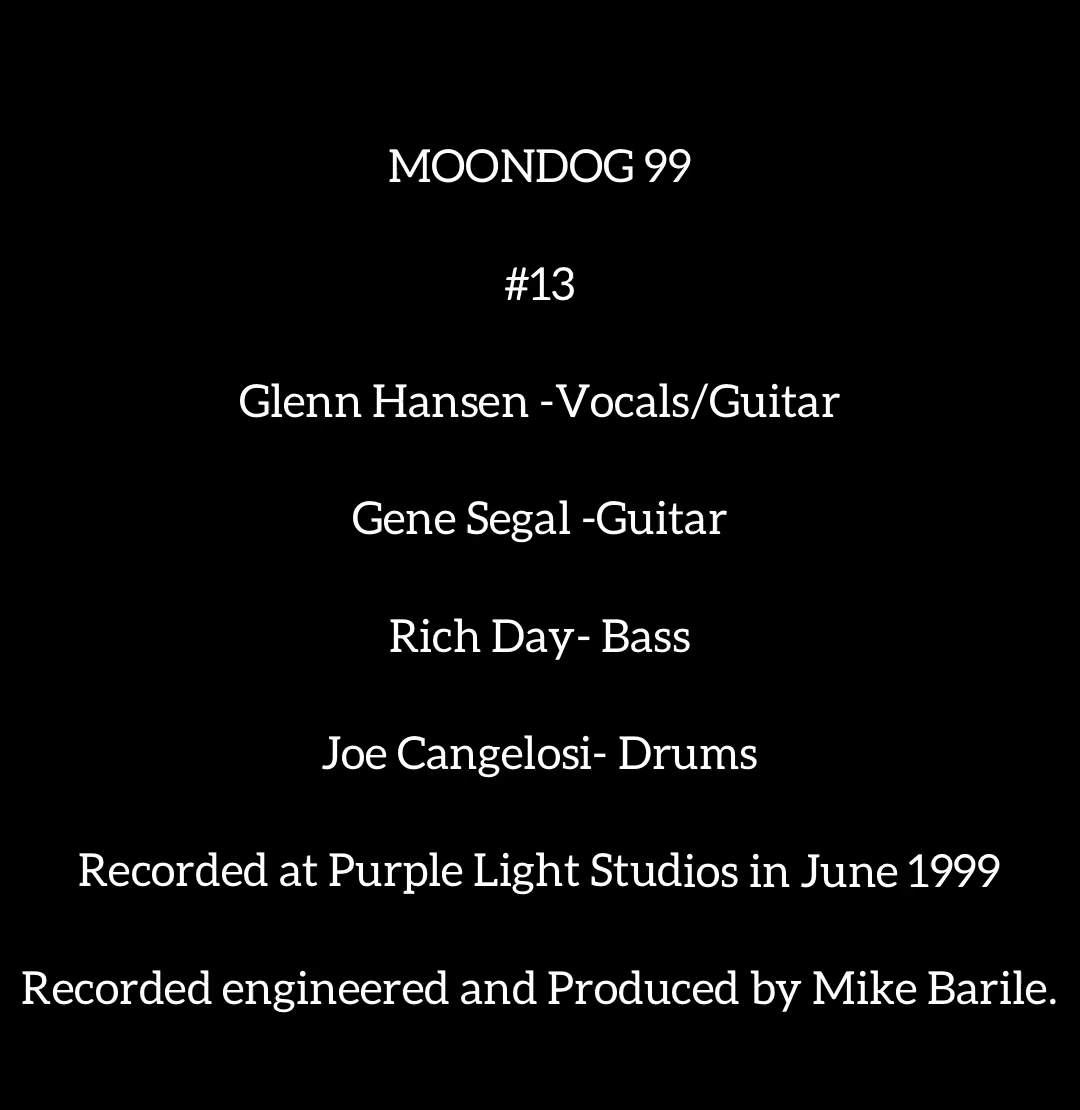 MOONDOG 99
#13
Glenn Hansen -Vocals/Guitar
Gene Segal -Guitar
Rich Day- Bass
Joe Cangelosi- Drums
Recorded at Purple Light Studios in June 1999
Recorded engineered and Produced by Mike Barile.